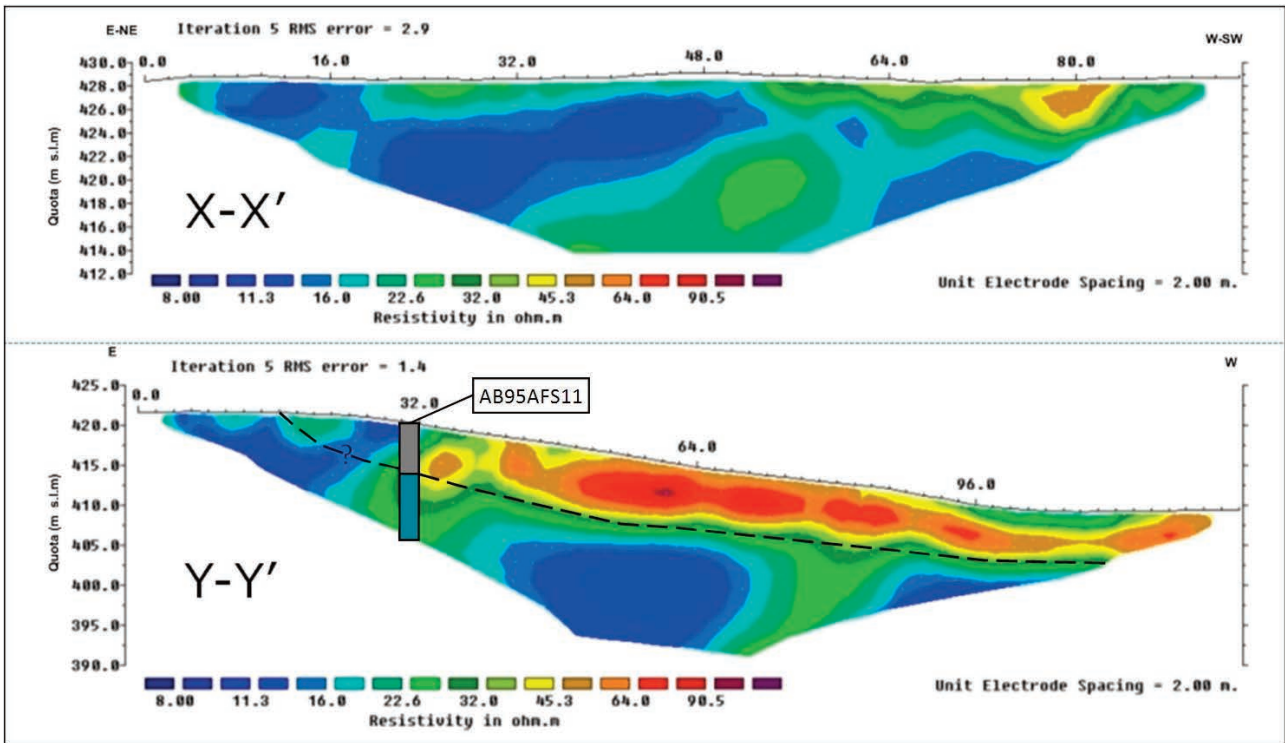 E-NE
Iteration 5 RMS error = 2.9
W-SW
0.0 16.0 32.0 48.0 64.0 80.0
Quota (m s.l.m)
430.0
428.0
426.0
424.0
422.0
420.0
418.0
416.0
414.0
412.0
X-X'
8.00 11.3 16.0 22.6 32.0 45.3 64.0 90.5
Resistivity in ohm.m
Unit Electrode Spacing = 2.00 m.
E
Iteration 5 RMS error = 1.4
W
AB95AFS11
0.0 32.0 64.0 96.0
Quota (m s.l.m)
425.0
420.0
415.0
410.0
405.0
400.0
395.0
390.0
?
Y-Y'
8.00 11.3 16.0 22.6 32.0 45.3 64.0 90.5
Resistivity in ohm.m
Unit Electrode Spacing = 2.00 m.